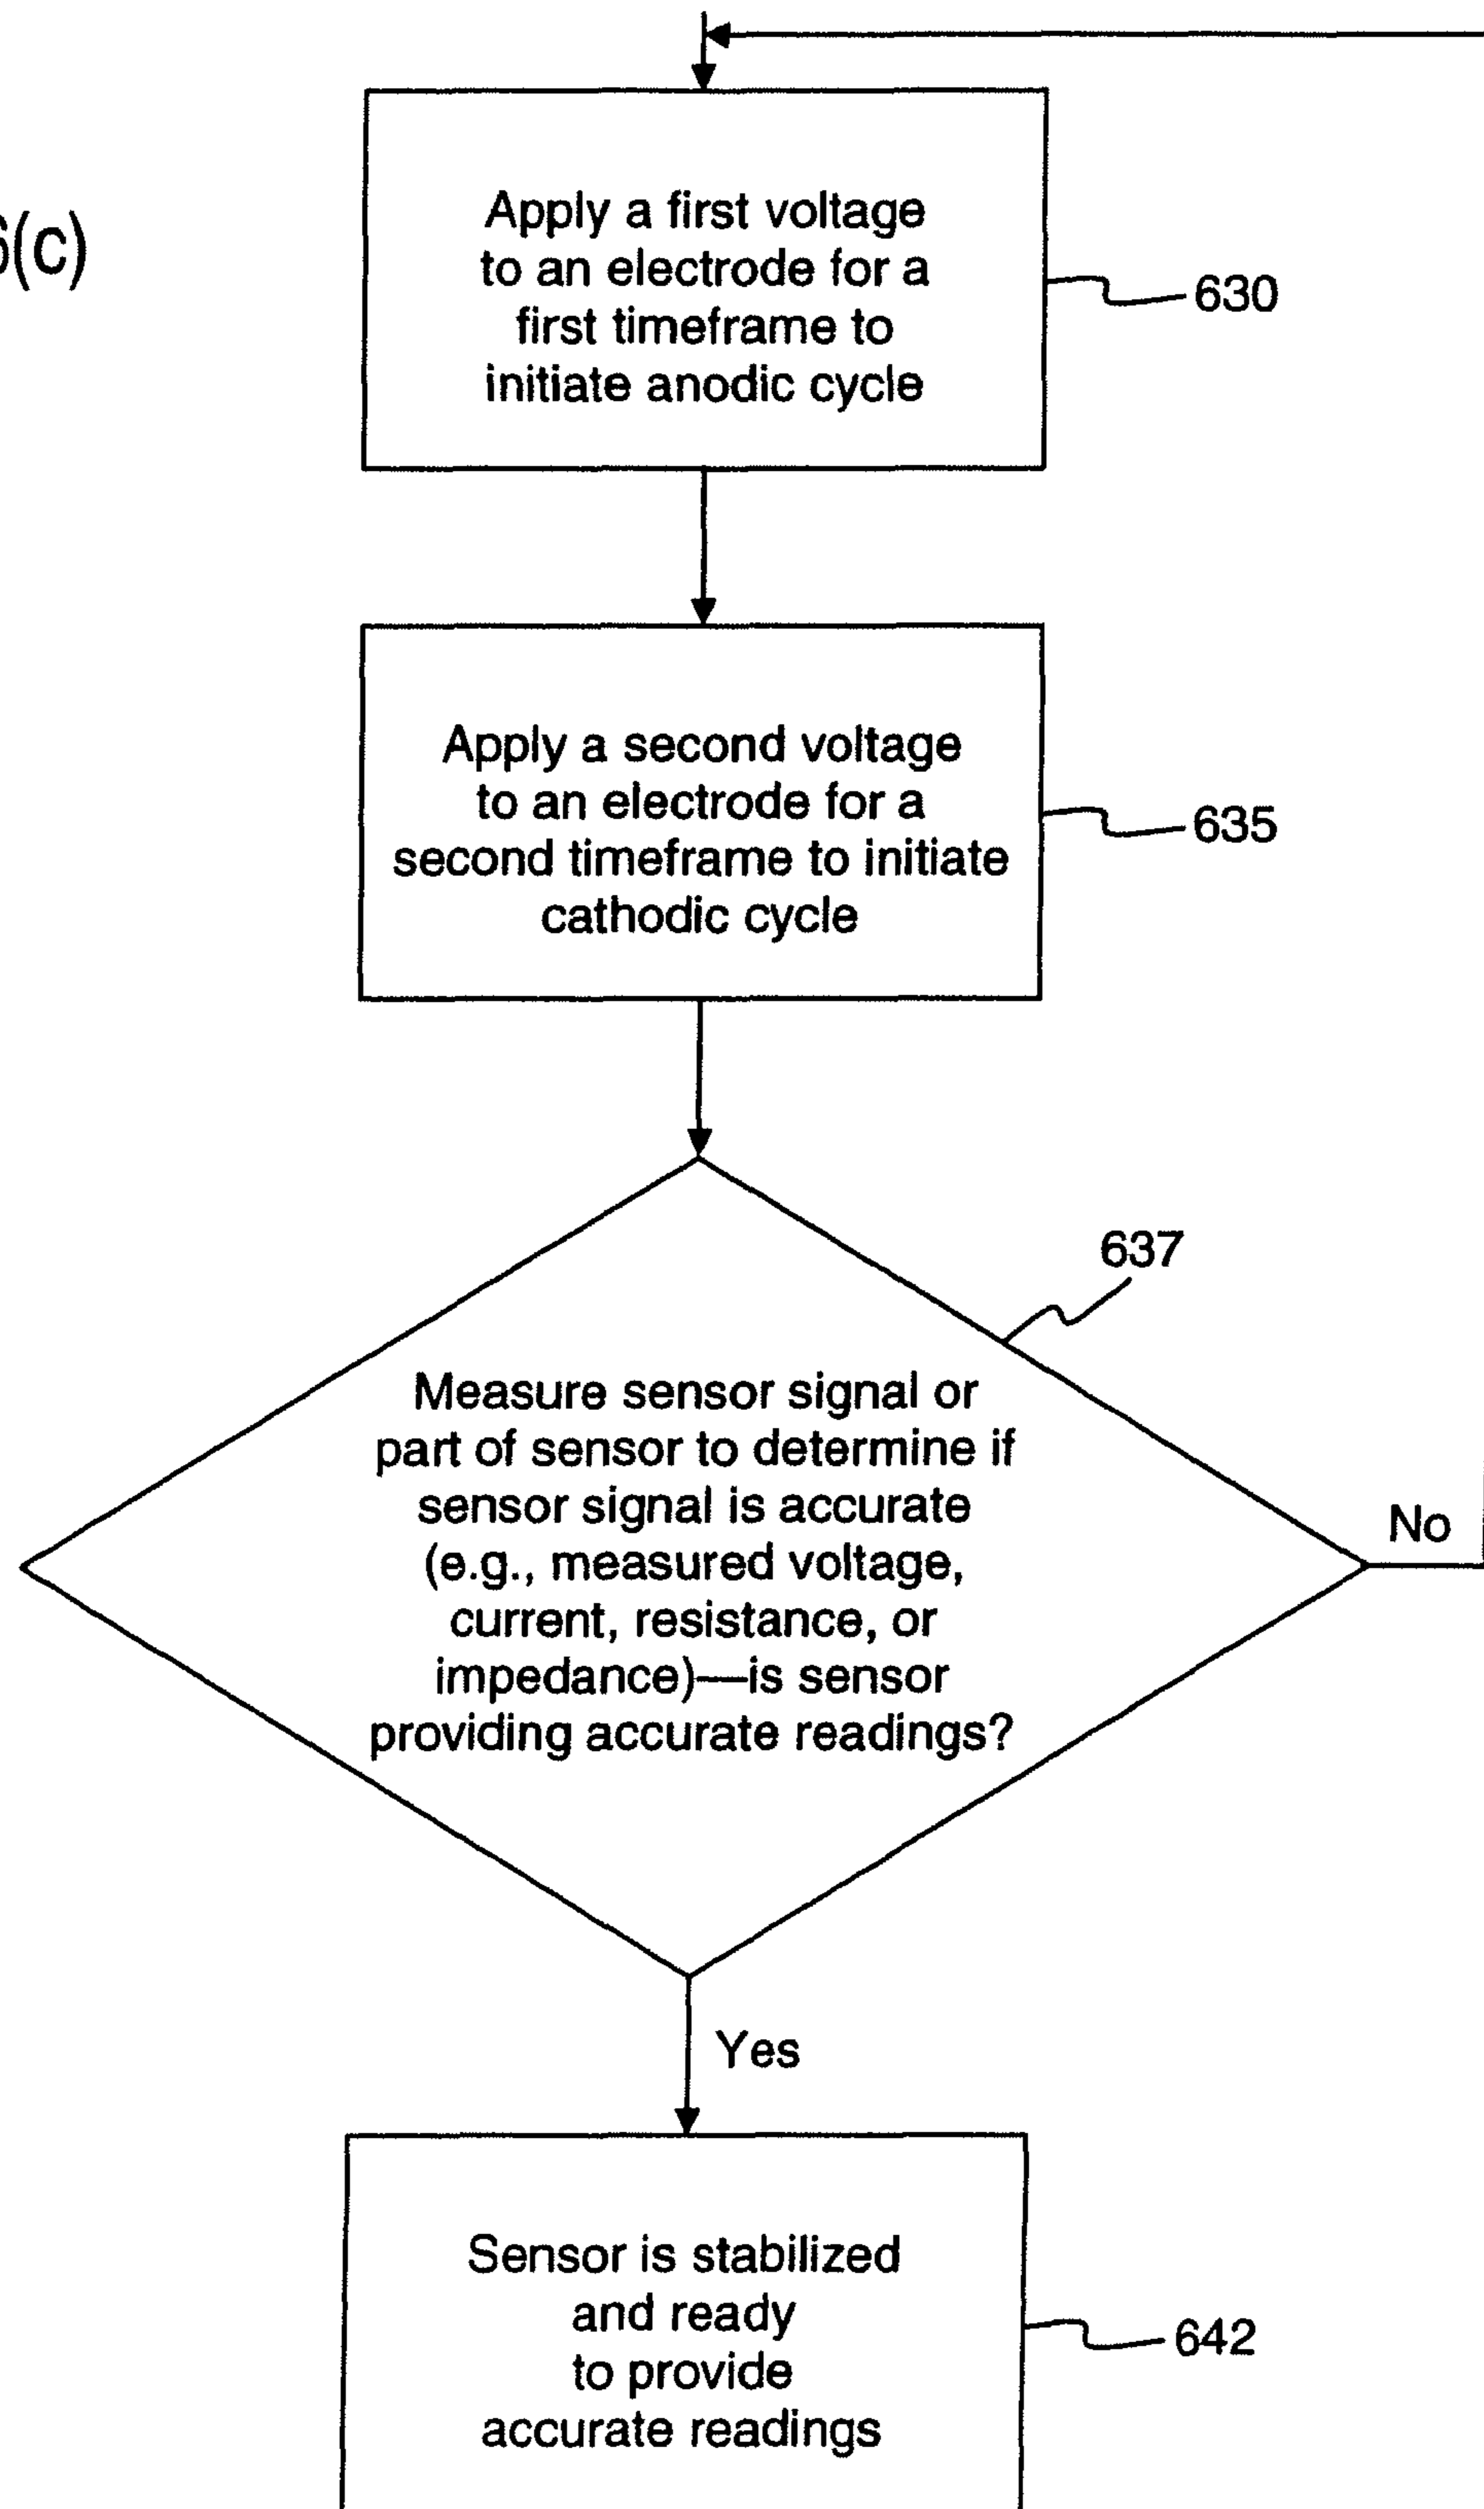 6(c)
Apply a first voltage
to an electrode for a
first timeframe to
initiate anodic cycle
630
Apply a second voltage
to an electrode for a
second timeframe to initiate
cathodic cycle
635
637
Measure sensor signal or
part of sensor to determine if
sensor signal is accurate
(e.g., measured voltage,
current, resistance, or
impedance)—is sensor
providing accurate readings?
No
Yes
Sensor is stabilized
and ready
to provide
accurate readings
642